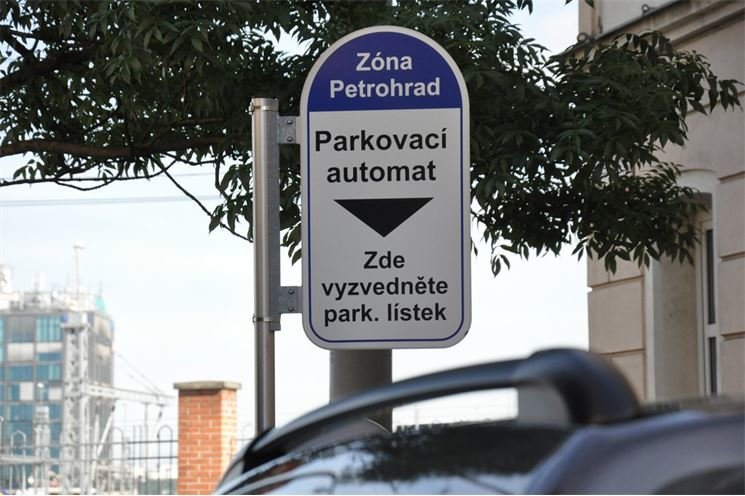 Zóna
Petrohrad
Parkovací
automat
Zde
vyzvedněte
park. lístek